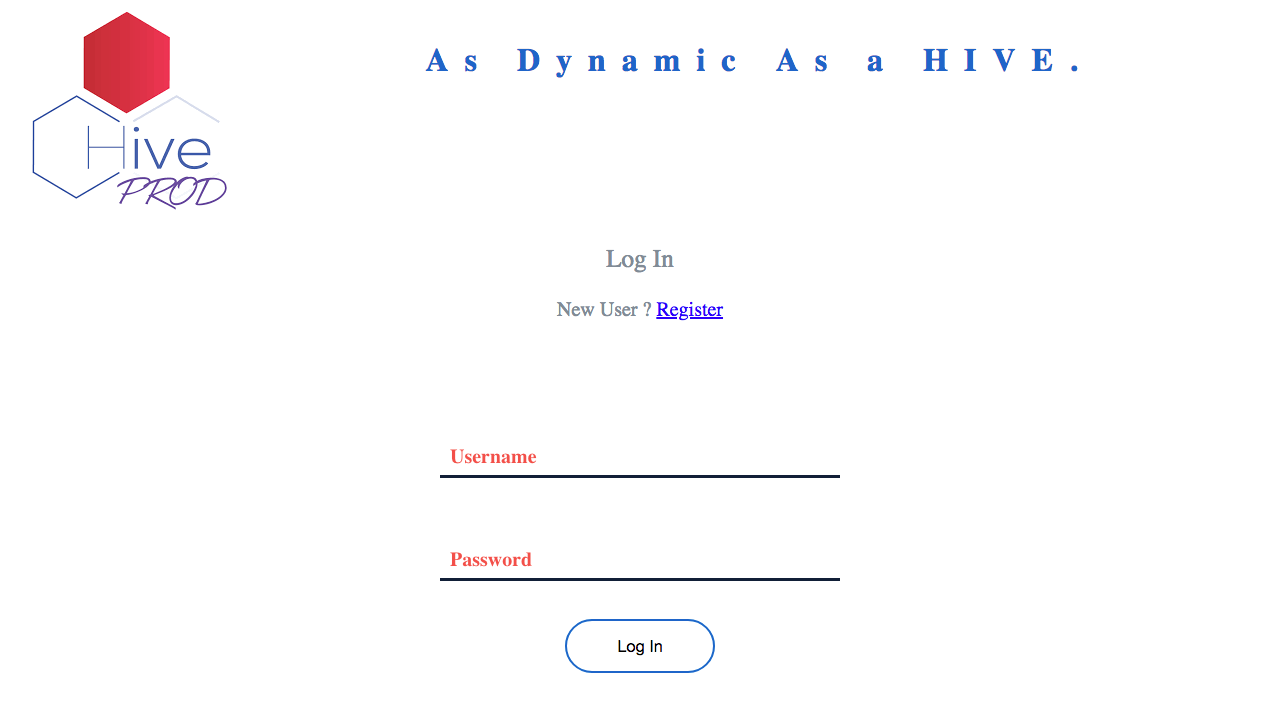 As Dynamic As a HIVE.
Hive
PROD
Log In
New User ? Register
Username
Password
Log In